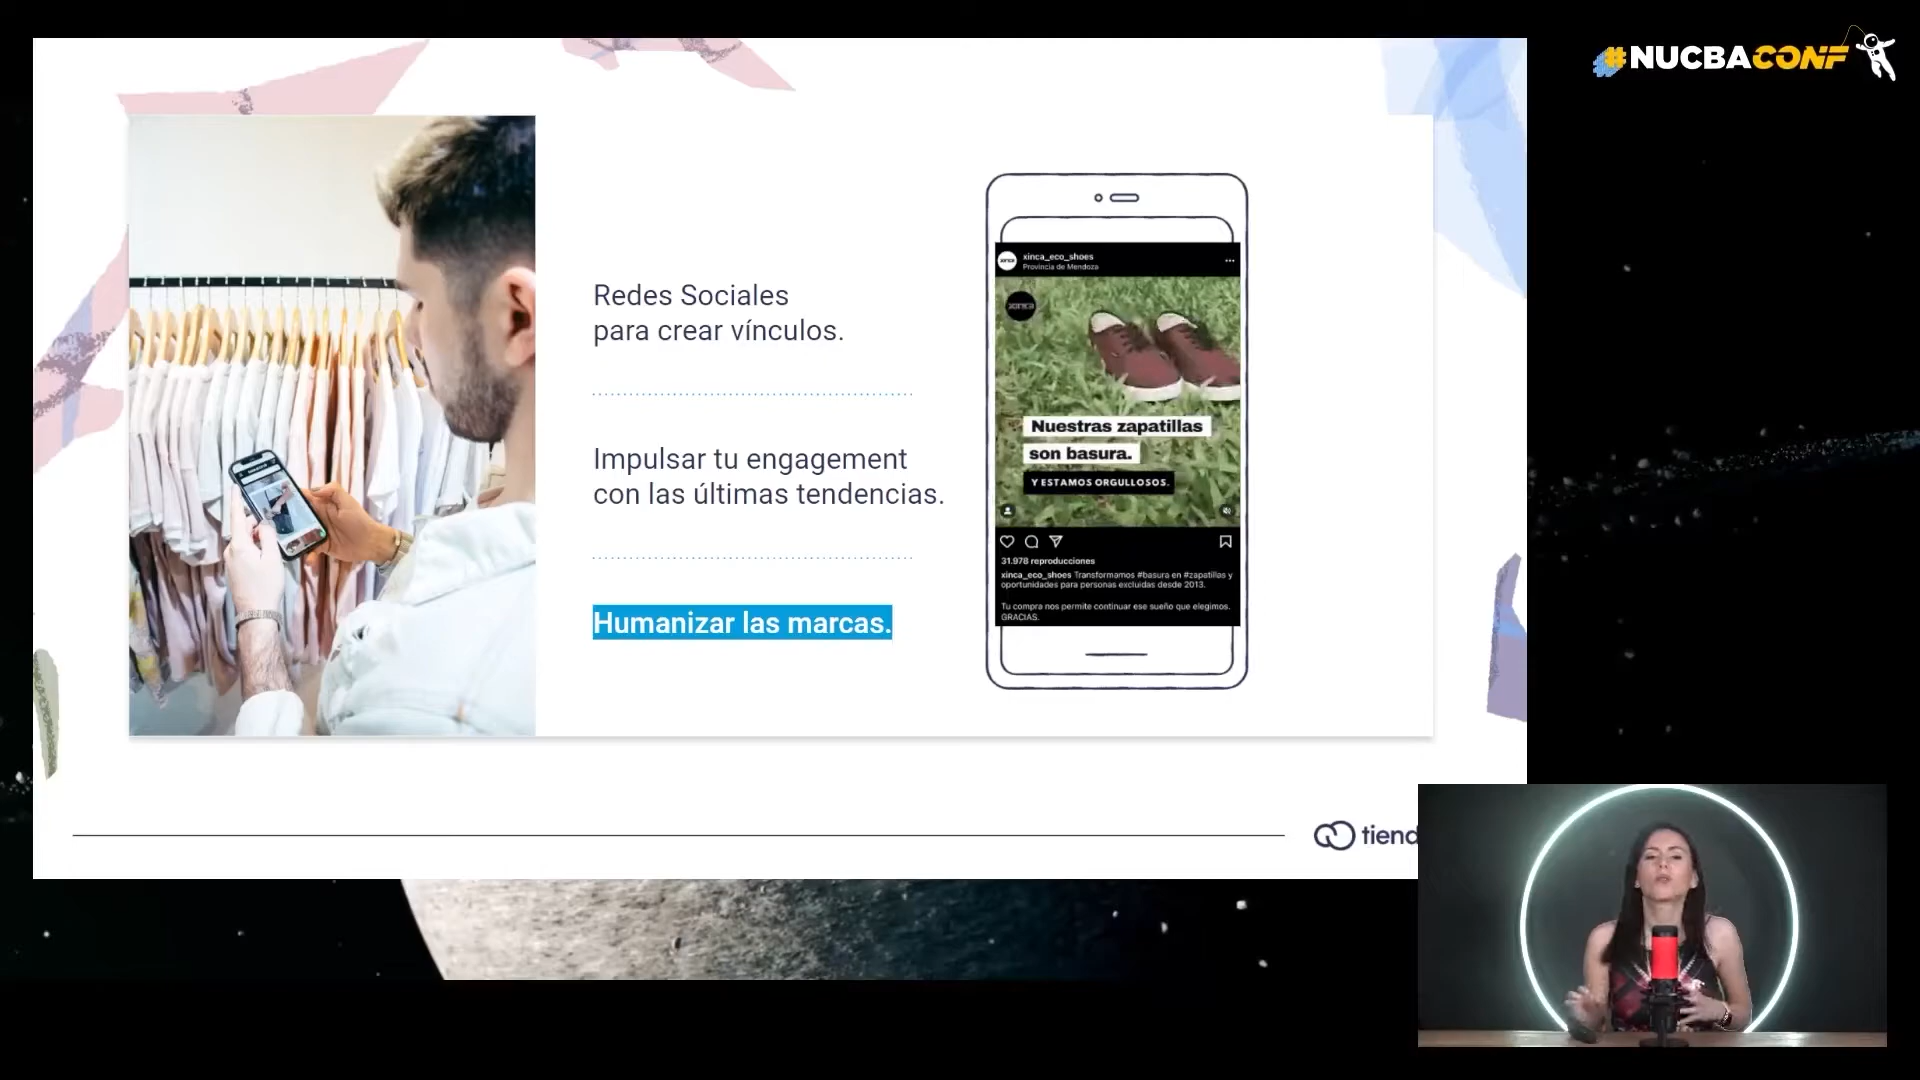 #NUCBACONF
Redes Sociales
para crear vínculos.
Impulsar tu engagement
con las últimas tendencias.
Humanizar las marcas.
xinca_eco_shoes
Provincia de Mendoza
xinca
Nuestras zapatillas
son basura.
Y ESTAMOS ORGULLOSOS.
31.978 reproducciones
xinca_eco_shoes Transformamos #basura en #zapatillas y
oportunidades para personas excluidas desde 2013.
Tu compra nos permite continuar ese sueño que elegimos.
GRACIAS.
tiend